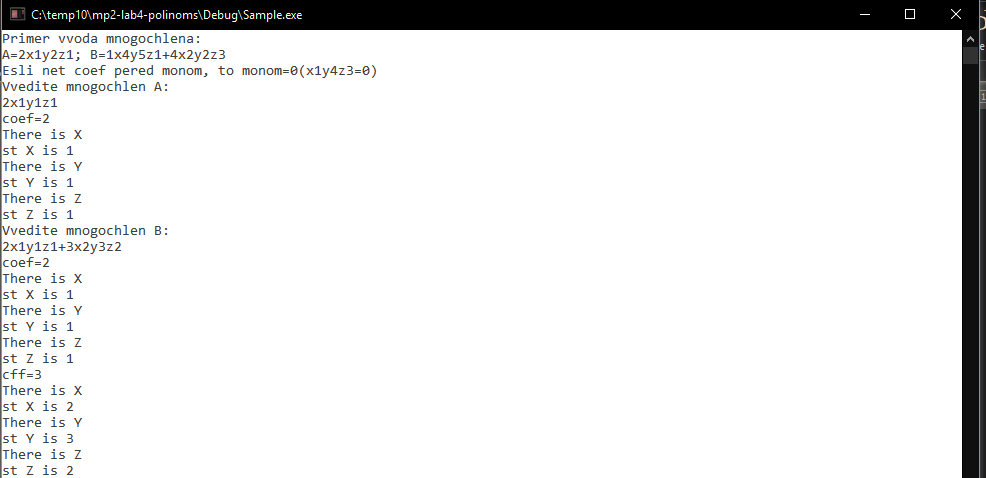 C:\temp10\mp2-lab4-polinoms\Debug\Sample.exe
Primer vvoda mnogochlena:
A=2x1y2z1; B=1x4y5z1+4x2y2z3
Esli net coef pered monom, to monom=0(x1y4z3=0)
Vvedite mnogochlen A:
2x1y1z1
coef=2
There is X
st X is 1
There is Y
st Y is 1
There is Z
st Z is 1
Vvedite mnogochlen B:
2x1y1z1+3x2y3z2
coef=2
There is X
st X is 1
There is Y
st Y is 1
There is Z
st Z is 1
cff=3
There is X
st X is 2
There is Y
st Y is 3
There is Z
st Z is 2